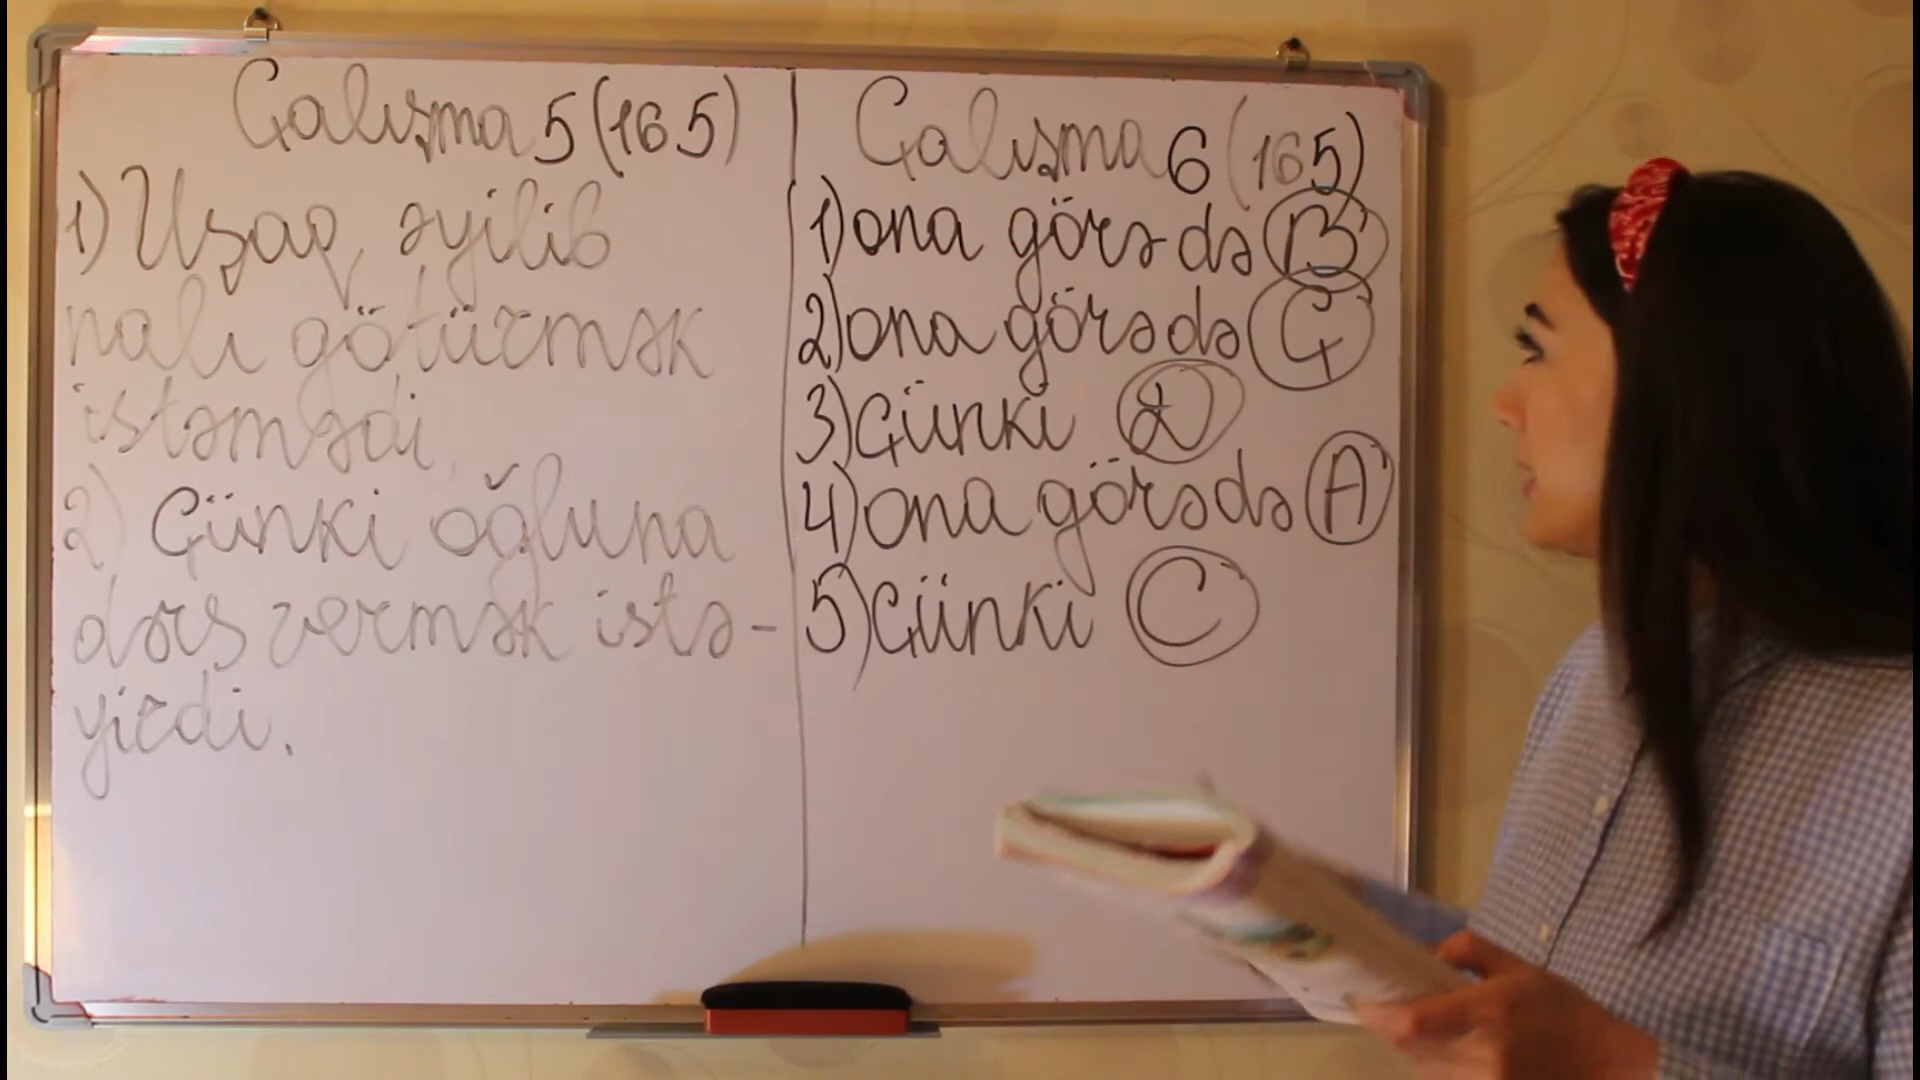 Çalışma 5 (165)
1) Uşaq əyilib
nalı götürmək
istəmədi.
2) Çünki oğluna
dərs vermək istə-
yirdi.
Çalışma 6 (165)
1) ona görə də B
2) ona görə də Ç
3) Çünki D
4) ona görə də A
5) Çünki C